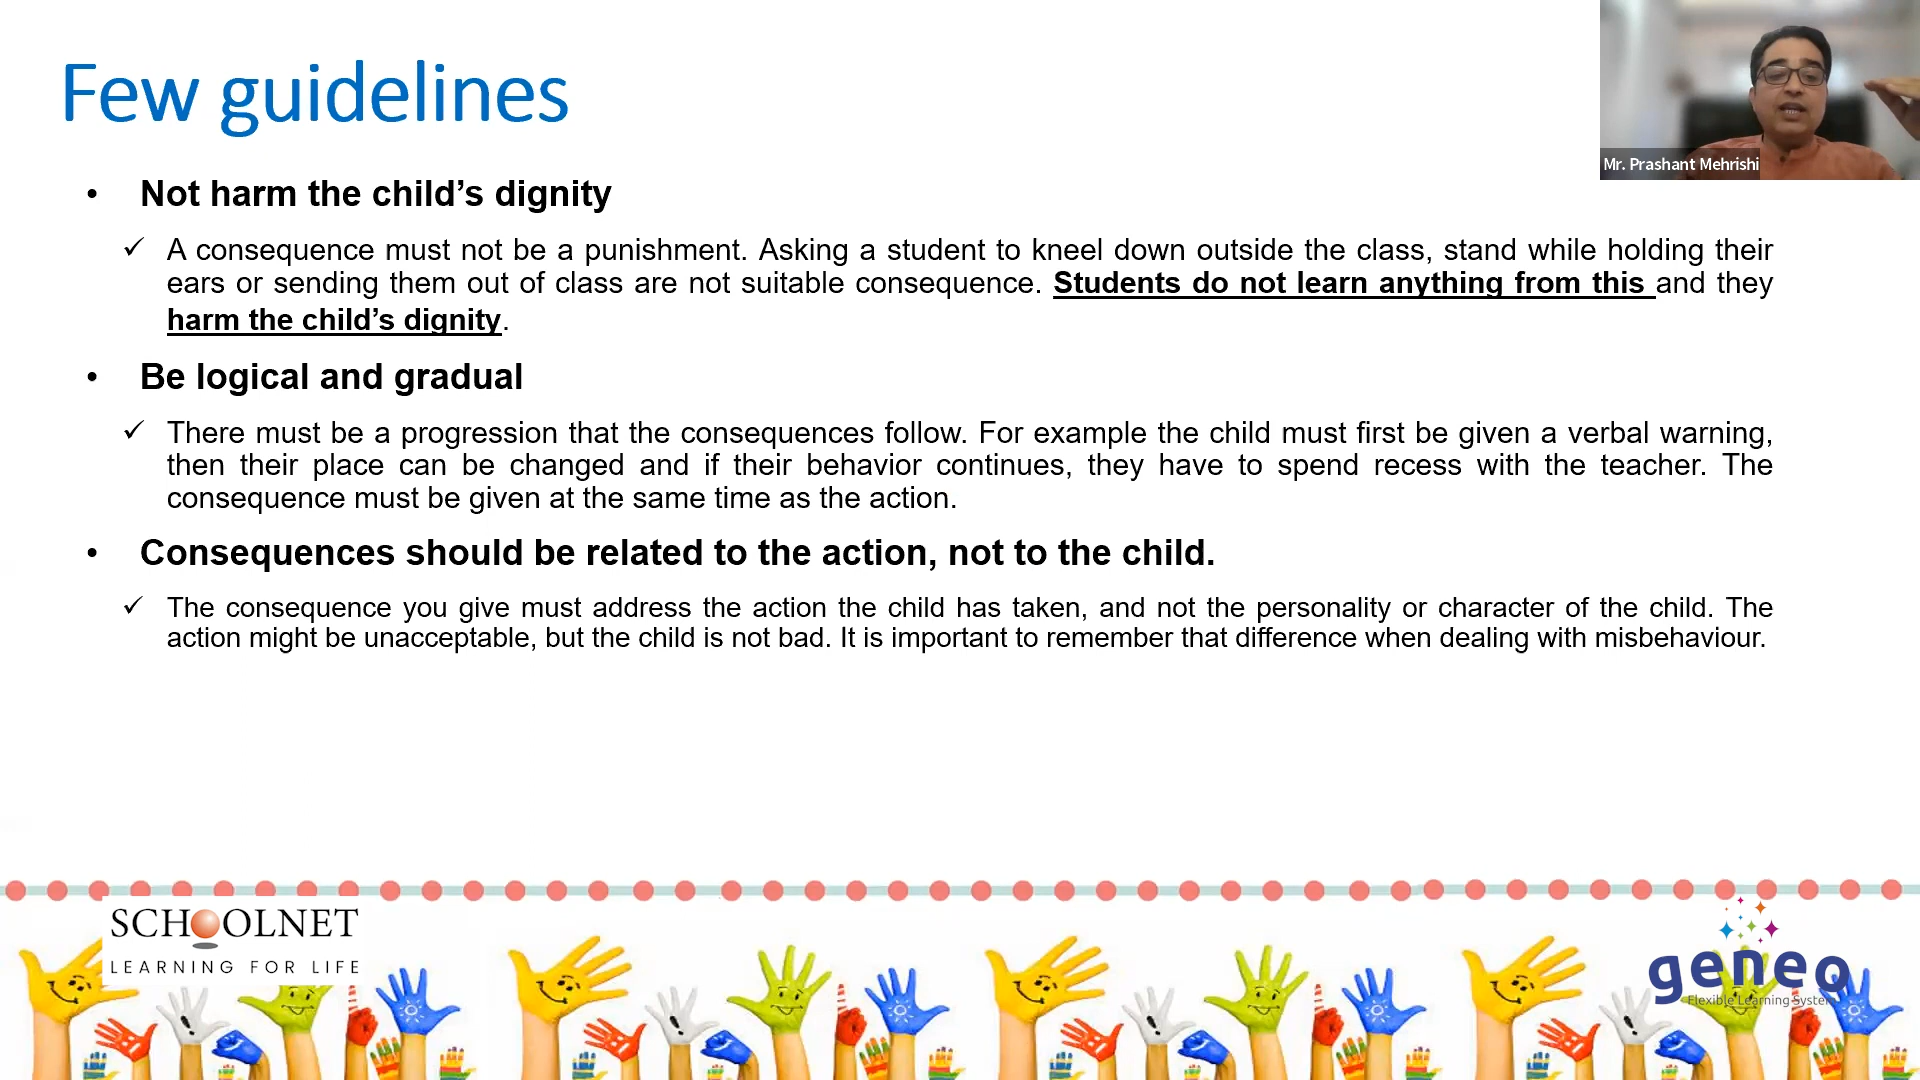 Few guidelines
Mr. Prashant Mehrishi
• Not harm the child’s dignity
✓ A consequence must not be a punishment. Asking a student to kneel down outside the class, stand while holding their
ears or sending them out of class are not suitable consequence. Students do not learn anything from this and they
harm the child’s dignity.
• Be logical and gradual
✓ There must be a progression that the consequences follow. For example the child must first be given a verbal warning,
then their place can be changed and if their behavior continues, they have to spend recess with the teacher. The
consequence must be given at the same time as the action.
• Consequences should be related to the action, not to the child.
✓ The consequence you give must address the action the child has taken, and not the personality or character of the child. The
action might be unacceptable, but the child is not bad. It is important to remember that difference when dealing with misbehaviour.
SCHOOLNET
LEARNING FOR LIFE
geneo
Flexible Learning System